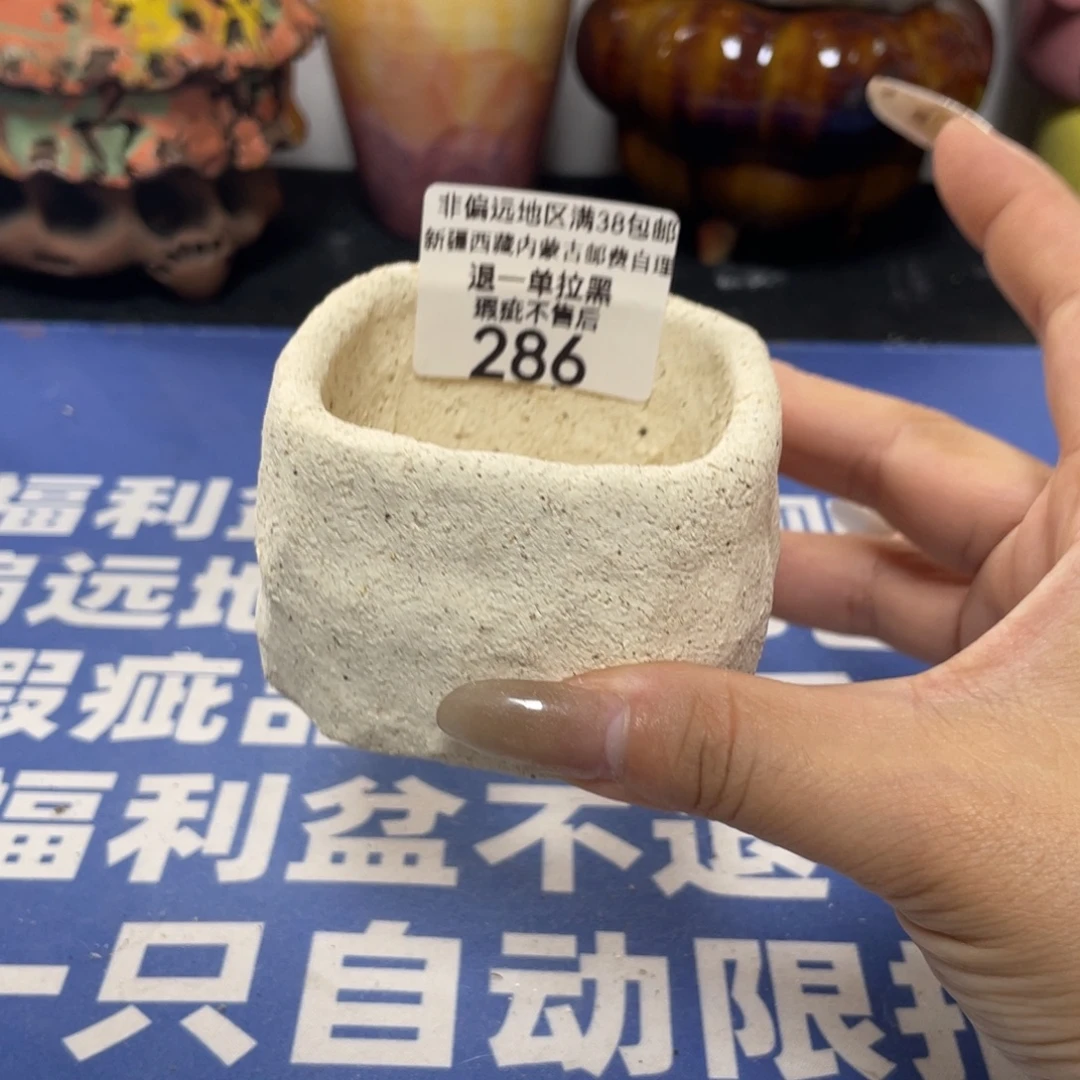 非偏远地区满38包邮
新疆西藏内蒙古邮费自理
退一单拉黑
瑕疵不售后
286
福利盆
偏远地
瑕疵品
福利盆不退
一只自动限